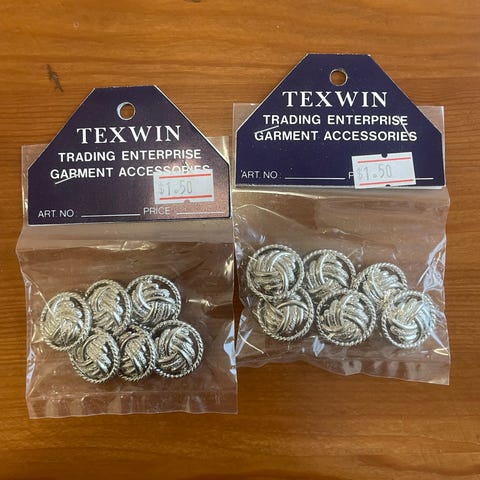 TEXWIN
TRADING ENTERPRISE
GARMENT ACCESSORIES
$1.50
ART. NO. PRICE
TEXWIN
TRADING ENTERPRISE
GARMENT ACCESSORIES
$1.50
ART. NO.